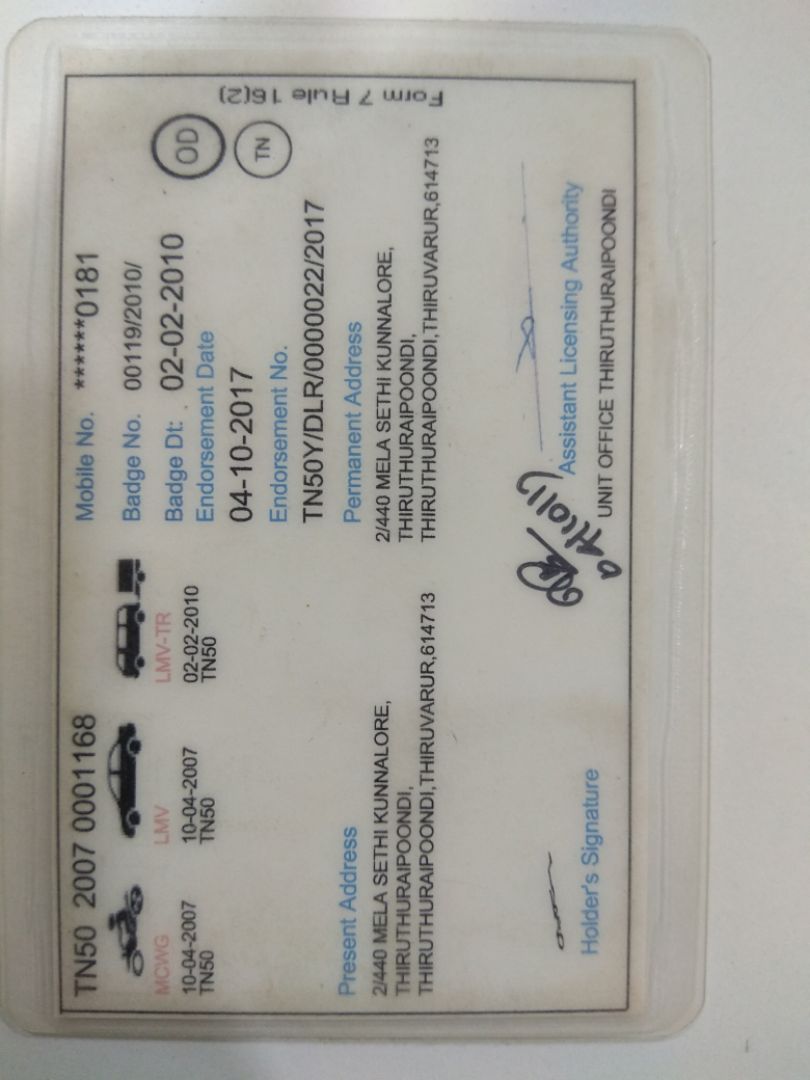 Form 7 Rule 16(2)
TN50 2007 0001168
Mobile No. ******0181
OD
TN
Badge No. 00119/2010/
Badge Dt: 02-02-2010
MCWG
10-04-2007
TN50
LMV
10-04-2007
TN50
LMV-TR
02-02-2010
TN50
Endorsement Date
04-10-2017
Endorsement No.
TN50Y/DLR/0000022/2017
Present Address
2/440 MELA SETHI KUNNALORE,
THIRUTHURAIPOONDI,
THIRUTHURAIPOONDI,THIRUVARUR,614713
Permanent Address
2/440 MELA SETHI KUNNALORE,
THIRUTHURAIPOONDI,
THIRUTHURAIPOONDI,THIRUVARUR,614713
Holder's Signature
Assistant Licensing Authority
UNIT OFFICE THIRUTHURAIPOONDI